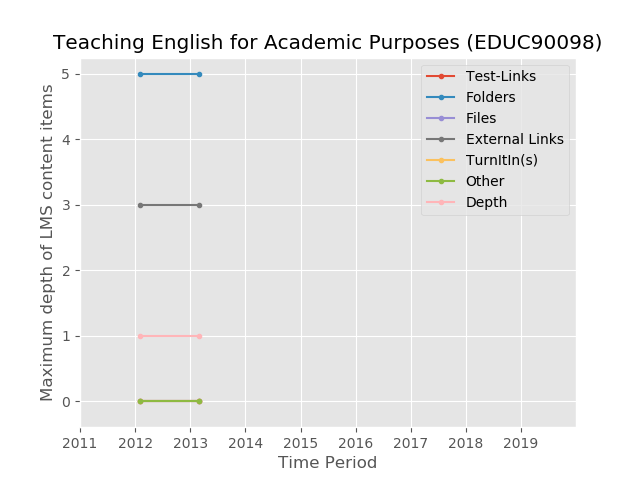 Teaching English for Academic Purposes (EDUC90098)
Maximum depth of LMS content items
5
4
3
2
1
0
Test-Links
Folders
Files
External Links
TurnItIn(s)
Other
Depth
2011 2012 2013 2014 2015 2016 2017 2018 2019
Time Period